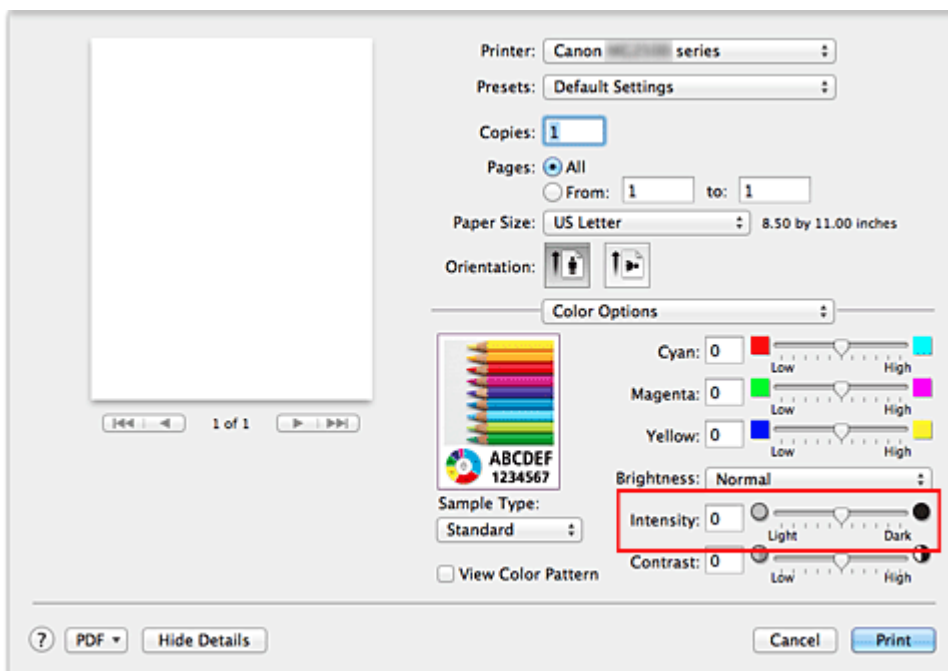 Printer: Canon series
Presets: Default Settings
Copies: 1
Pages: All
From: 1 to: 1
Paper Size: US Letter 8.50 by 11.00 inches
Orientation:
Color Options
Cyan: 0
Low High
Magenta: 0
Low High
Yellow: 0
Low High
ABCDEF
1234567
Brightness: Normal
Sample Type:
Standard
Intensity: 0
Light Dark
View Color Pattern
Contrast: 0
Low High
1 of 1
? PDF Hide Details Cancel Print